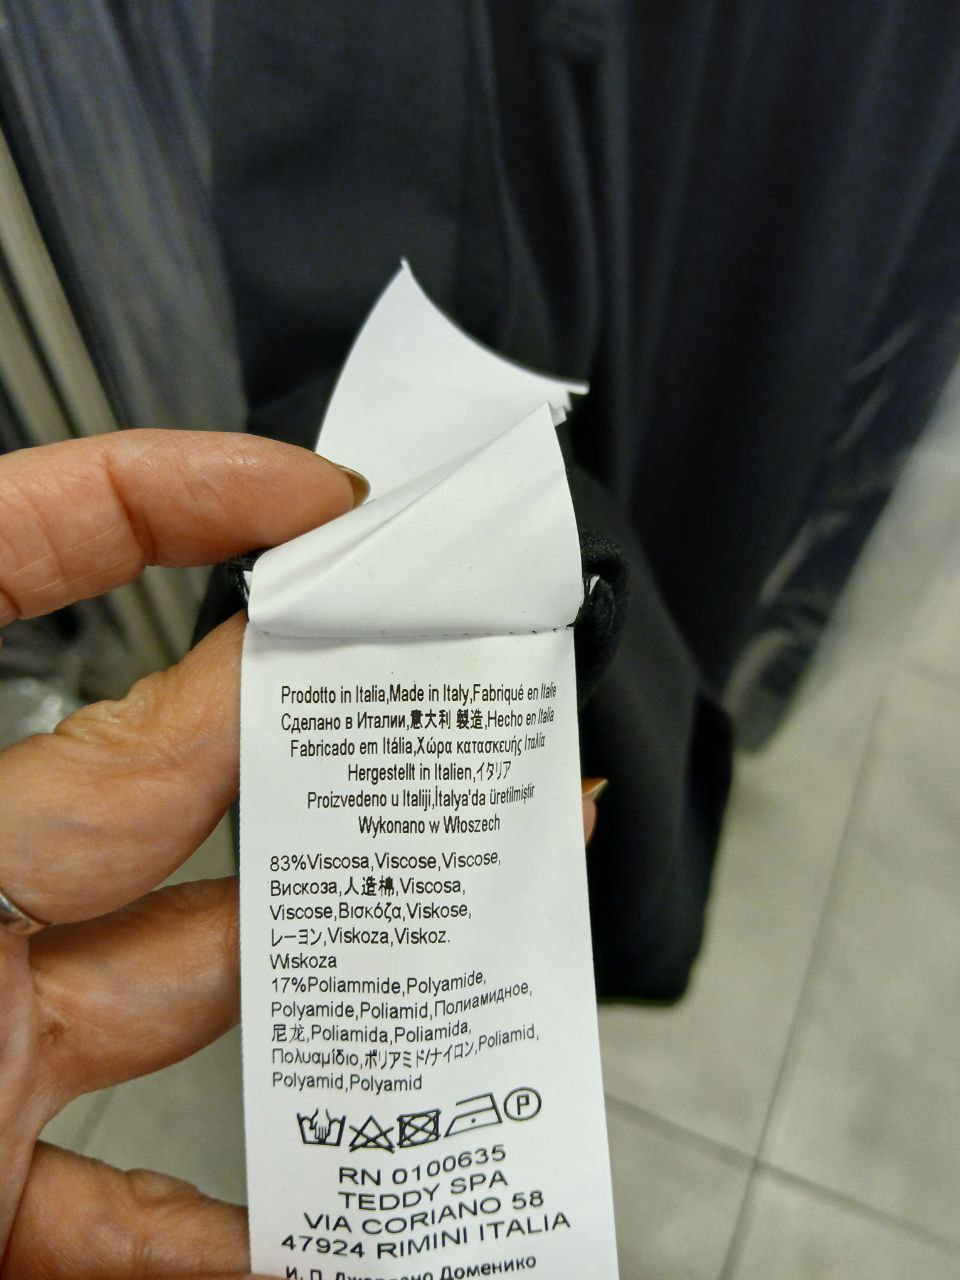 Prodotto in Italia,Made in Italy,Fabriqué en Italie
Сделано в Италии,意大利 製造,Hecho en Italia
Fabricado em Itália,Χώρα κατασκευής Ιταλία
Hergestellt in Italien,イタリア
Proizvedeno u Italiji,İtalya'da üretilmiştir
Wykonano w Włoszech
83%Viscosa,Viscose,Viscose,
Вискоза,人造棉,Viscosa,
Viscose,Βισκόζα,Viskose,
レーヨン,Viskoza,Viskoz.
Wiskoza
17%Poliammide,Polyamide,
Polyamide,Poliamid,Полиамидное,
尼龙,Poliamida,Poliamida,
Πολυαμίδιο,ポリアミド/ナイロン,Poliamid,
Polyamid,Polyamid
P
RN 0100635
TEDDY SPA
VIA CORIANO 58
47924 RIMINI ITALIA
И. П. Джордано Доменико